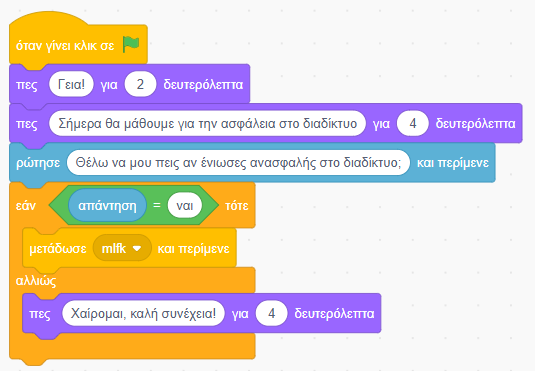 όταν γίνει κλικ σε
πες Γεια! για 2 δευτερόλεπτα
πες Σήμερα θα μάθουμε για την ασφάλεια στο διαδίκτυο για 4 δευτερόλεπτα
ρώτησε Θέλω να μου πεις αν ένιωσες ανασφαλής στο διαδίκτυο; και περίμενε
εάν απάντηση = ναι τότε
μετάδωσε mlfk και περίμενε
αλλιώς
πες Χαίρομαι, καλή συνέχεια! για 4 δευτερόλεπτα